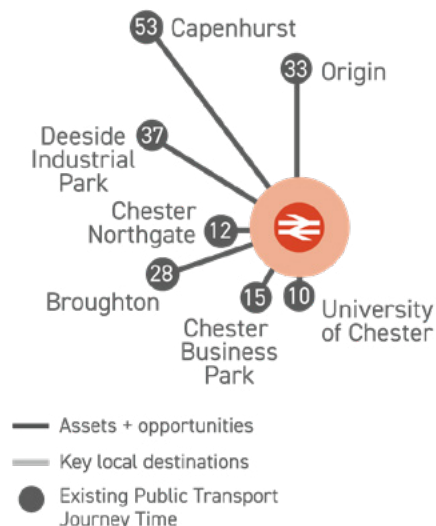 53 Capenhurst
33 Origin
37 Deeside
Industrial
Park
12 Chester
Northgate
28 Broughton
15 Chester
Business
Park
10 University
of Chester
Assets + opportunities
Key local destinations
Existing Public Transport
Journey Time